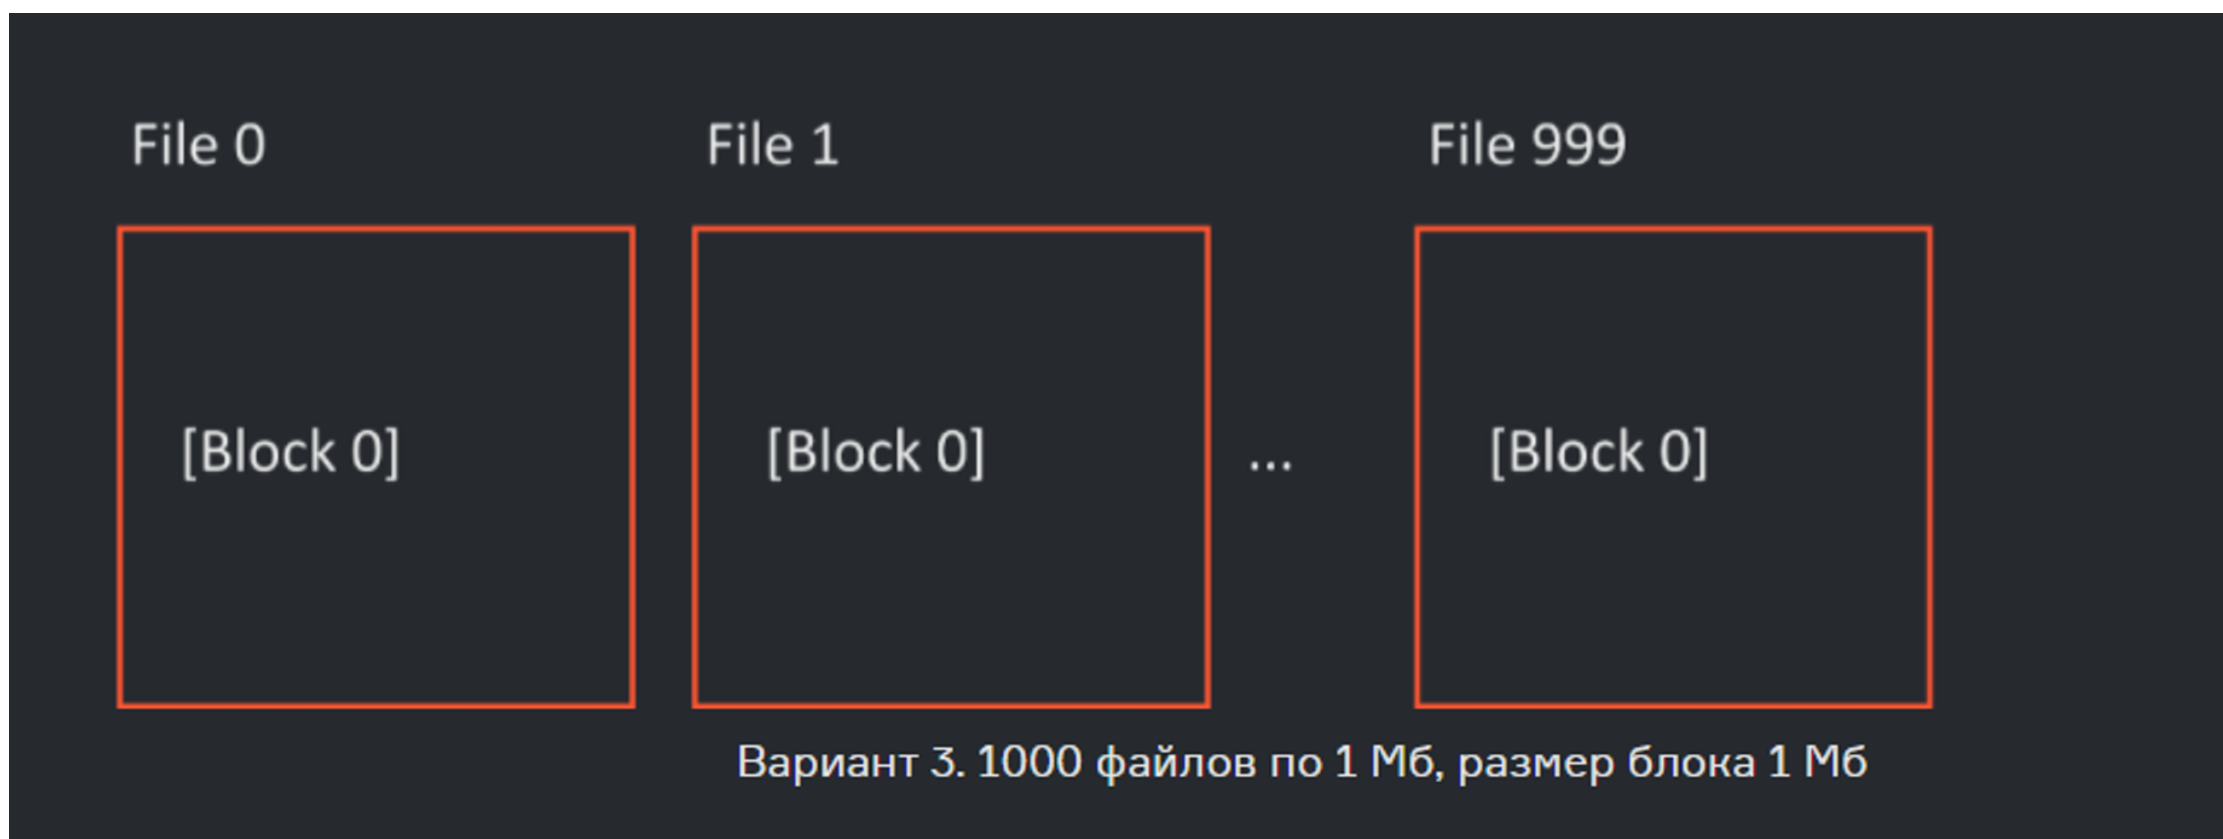 File 0 File 1 File 999
[Block 0] [Block 0] ... [Block 0]
Вариант 3. 1000 файлов по 1 Мб, размер блока 1 Мб